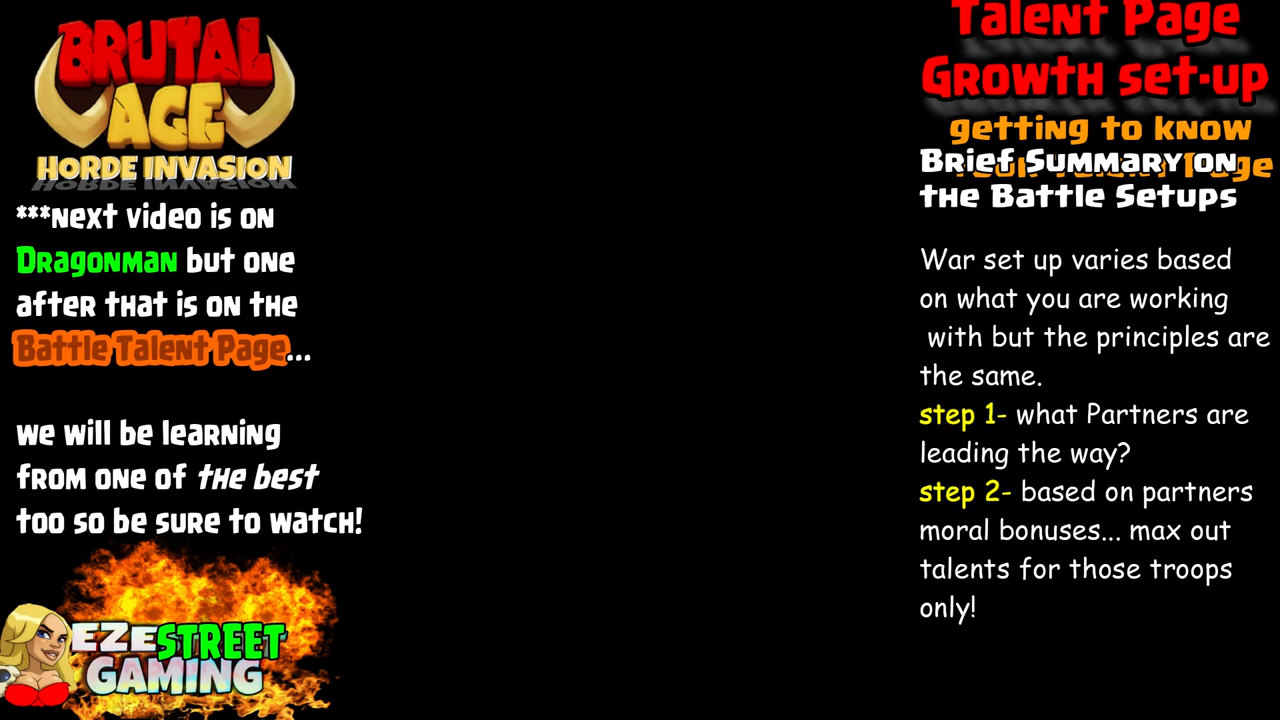 BRUTAL
AGE
HORDE INVASION
***Next video is on
Dragonman but one
after that is on the
Battle Talent Page...
we will be learning
from one of the best
too so be sure to watch!
EZESTREET
GAMING
Talent Page
Growth set-up
getting to know
Talent Page
Brief Summary on
the Battle Setups
War set up varies based
on what you are working
with but the principles are
the same.
step 1- what Partners are
leading the way?
step 2- based on partners
moral bonuses... max out
talents for those troops
only!